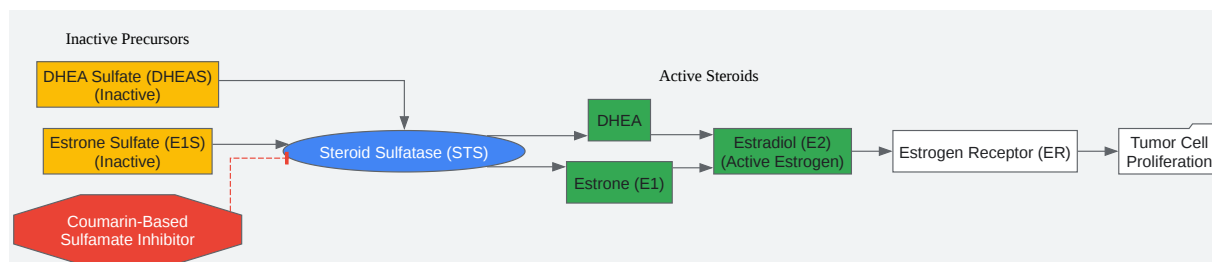 Inactive Precursors
DHEA Sulfate (DHEAS)
(Inactive)
Estrone Sulfate (E1S)
(Inactive)
Coumarin-Based
Sulfamate Inhibitor
Steroid Sulfatase (STS)
Active Steroids
DHEA
Estrone (E1)
Estradiol (E2)
(Active Estrogen)
Estrogen Receptor (ER)
Tumor Cell
Proliferation